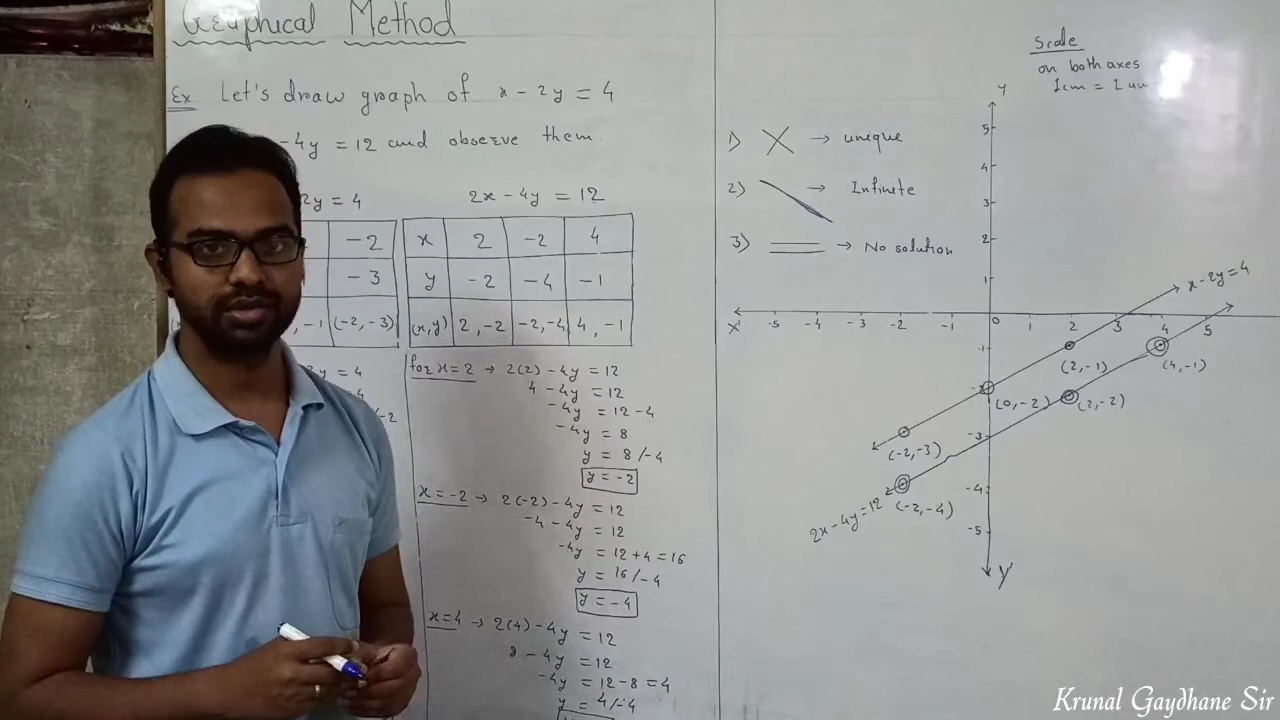 Graphical Method
Ex Let's draw graph of x - 2y = 4
-4y = 12 and observe them.
2y = 4
-2
-3
, -1 (-2, -3)
2y = 4
2x - 4y = 12
x 2 -2 4
y -2 -4 -1
(x,y) 2, -2 -2, -4 4, -1
for x=2 → 2(2) - 4y = 12
4 - 4y = 12
-4y = 12 - 4
-4y = 8
y = 8/-4
y = -2
x = -2 → 2(-2) - 4y = 12
-4 - 4y = 12
-4y = 12 + 4 = 16
y = 16/-4
y = -4
x=4 → 2(4) - 4y = 12
8 - 4y = 12
-4y = 12 - 8 = 4
y = 4/-4
1) → unique
2) → Infinite
3) → No solution
Scale
on both axes
1cm = 1 un
Y
5
4
3
2
1
X' -5 -4 -3 -2 -1 0 1 2 3 4 5
-1
-2
-3
-4
-5
Y'
x - 2y = 4
(2, -1)
(4, -1)
(0, -2)
(2, -2)
(-2, -3)
(-2, -4)
2x - 4y = 12
Krunal Gaydhane Sir